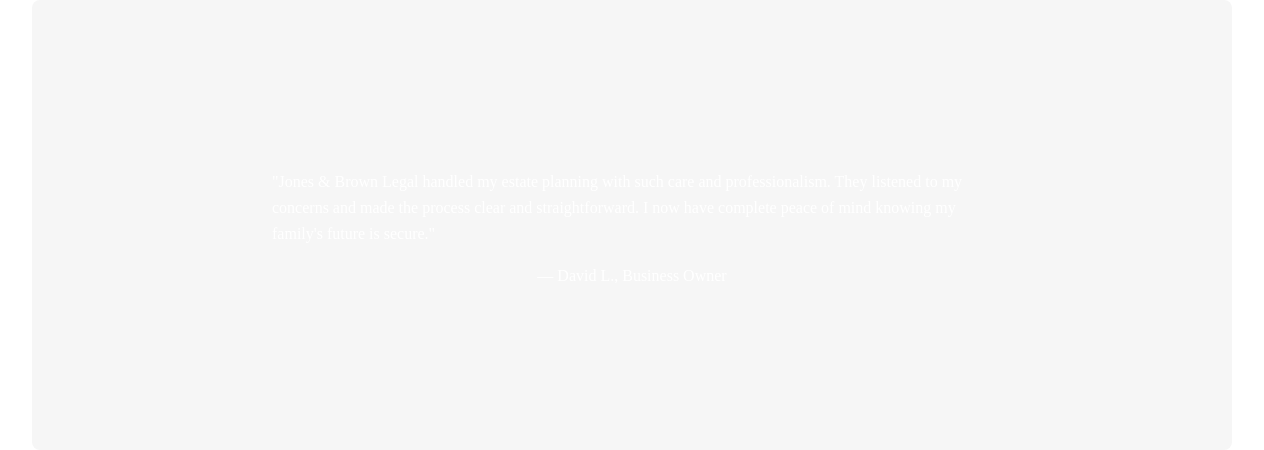 "Jones & Brown Legal handled my estate planning with such care and professionalism. They listened to my
concerns and made the process clear and straightforward. I now have complete peace of mind knowing my
family's future is secure."
— David L., Business Owner